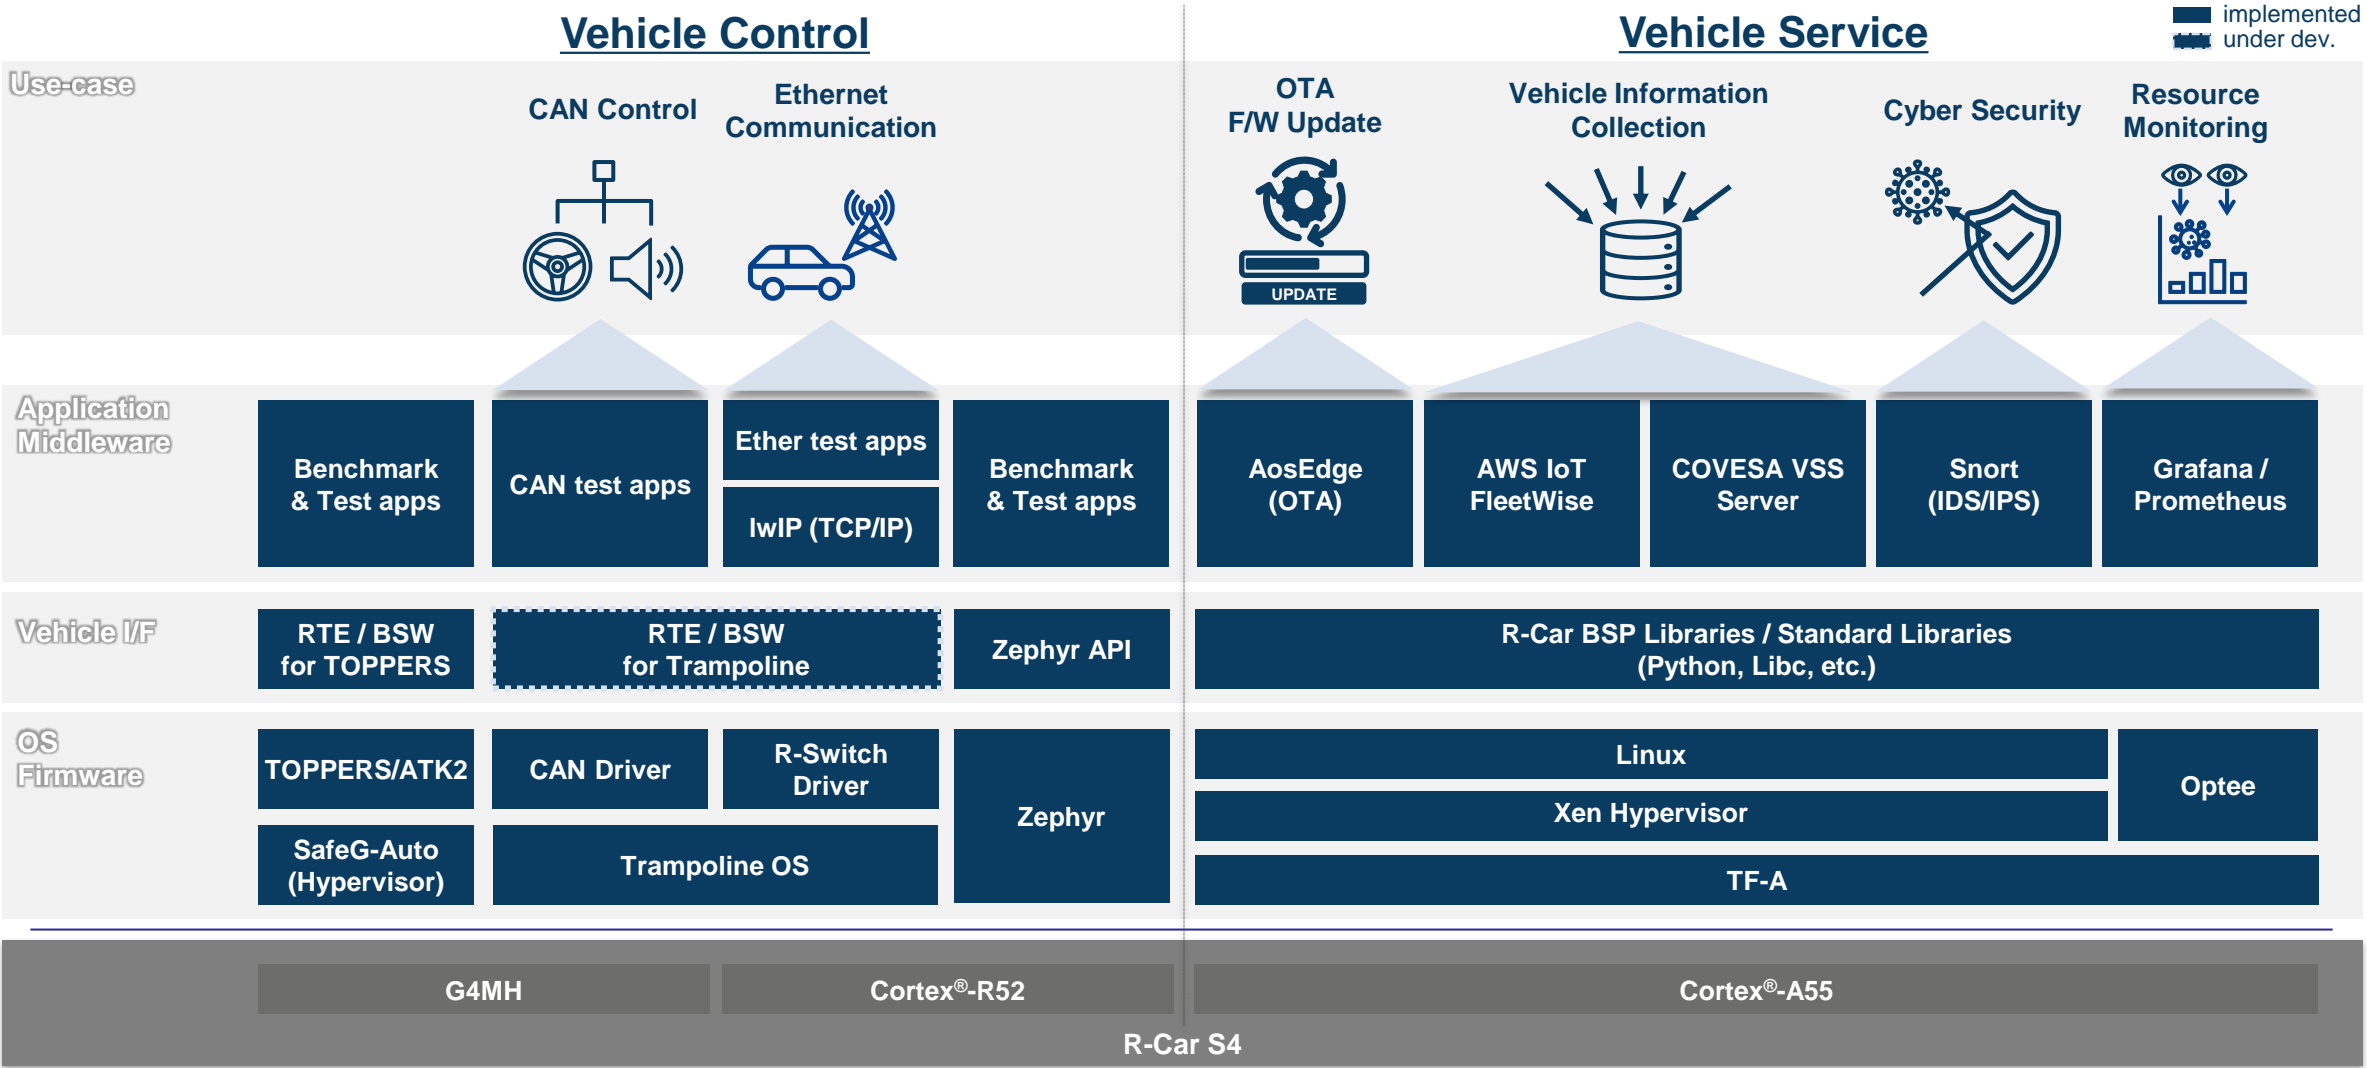 Vehicle Control
Vehicle Service
implemented
under dev.
Use-case
CAN Control
Ethernet
Communication
OTA
F/W Update
Vehicle Information
Collection
Cyber Security
Resource
Monitoring
UPDATE
Application
Middleware
Benchmark
& Test apps
CAN test apps
Ether test apps
lwIP (TCP/IP)
Benchmark
& Test apps
AosEdge
(OTA)
AWS IoT
FleetWise
COVESA VSS
Server
Snort
(IDS/IPS)
Grafana /
Prometheus
Vehicle I/F
RTE / BSW
for TOPPERS
RTE / BSW
for Trampoline
Zephyr API
R-Car BSP Libraries / Standard Libraries
(Python, Libc, etc.)
OS
Firmware
TOPPERS/ATK2
CAN Driver
R-Switch
Driver
Zephyr
SafeG-Auto
(Hypervisor)
Trampoline OS
Linux
Xen Hypervisor
Optee
TF-A
G4MH
Cortex®-R52
Cortex®-A55
R-Car S4